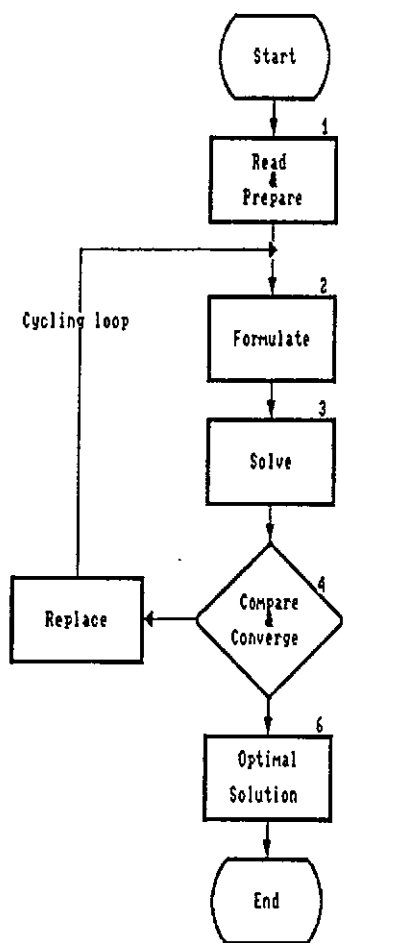 Start
1
Read
&
Prepare
2
Cycling loop
Formulate
3
Solve
4
Compare
&
Converge
Replace
6
Optimal
Solution
End